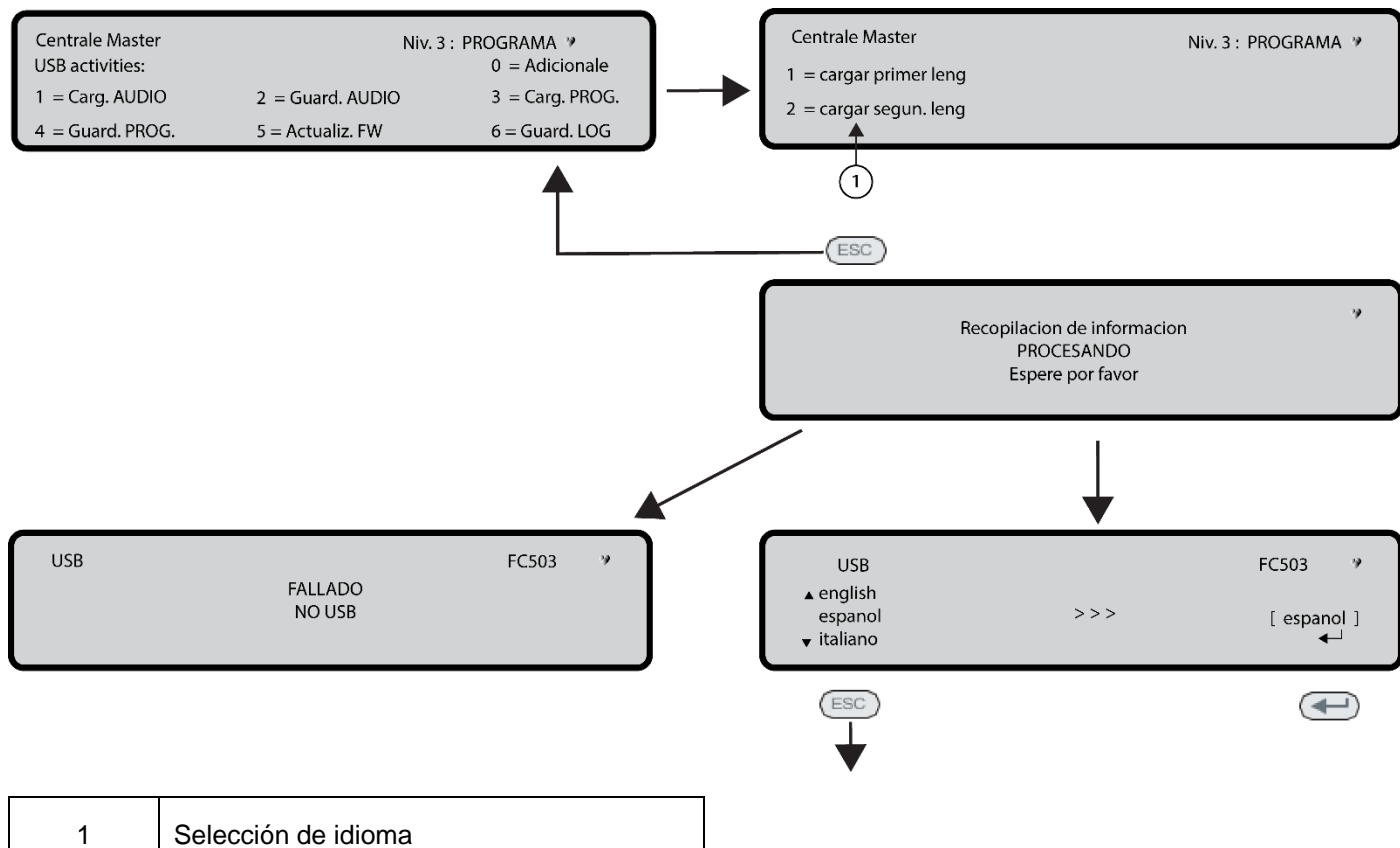 Centrale Master Niv. 3 : PROGRAMA
USB activities: 0 = Adicionale
1 = Carg. AUDIO 2 = Guard. AUDIO 3 = Carg. PROG.
4 = Guard. PROG. 5 = Actualiz. FW 6 = Guard. LOG
Centrale Master Niv. 3 : PROGRAMA
1 = cargar primer leng
2 = cargar segun. leng
1
ESC
Recopilacion de informacion
PROCESANDO
Espere por favor
USB FC503
FALLADO
NO USB
USB FC503
▲ english
espanol >>> [ espanol ]
▼ italiano
ESC
1 Selección de idioma